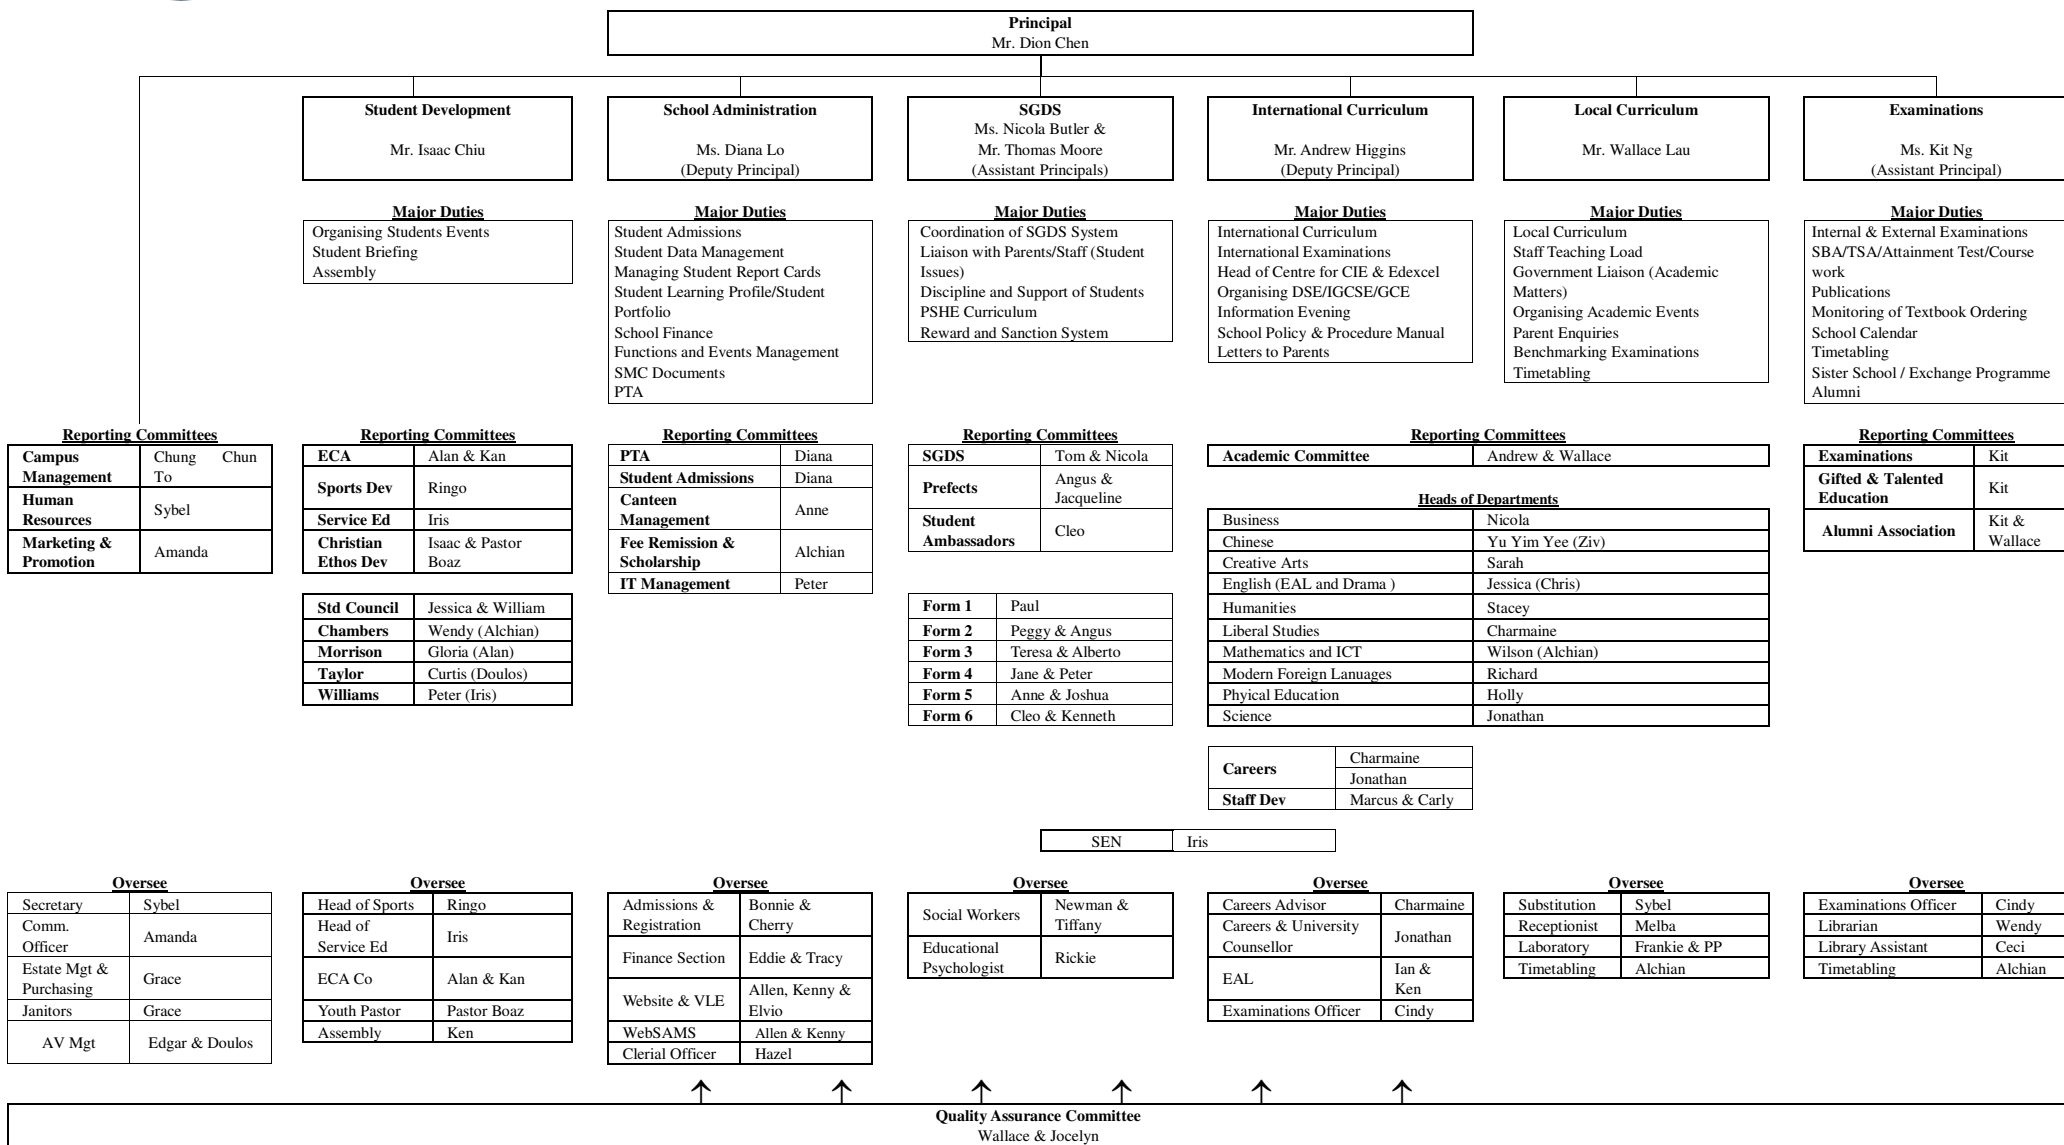 Principal
Mr. Dion Chen
Student Development
Mr. Isaac Chiu
School Administration
Ms. Diana Lo
(Deputy Principal)
SGDS
Ms. Nicola Butler &
Mr. Thomas Moore
(Assistant Principals)
International Curriculum
Mr. Andrew Higgins
(Deputy Principal)
Local Curriculum
Mr. Wallace Lau
Examinations
Ms. Kit Ng
(Assistant Principal)
Major Duties
Organising Students Events
Student Briefing
Assembly
Major Duties
Student Admissions
Student Data Management
Managing Student Report Cards
Student Learning Profile/Student
Portfolio
School Finance
Functions and Events Management
SMC Documents
PTA
Major Duties
Coordination of SGDS System
Liaison with Parents/Staff (Student
Issues)
Discipline and Support of Students
PSHE Curriculum
Reward and Sanction System
Major Duties
International Curriculum
International Examinations
Head of Centre for CIE & Edexcel
Organising DSE/IGCSE/GCE
Information Evening
School Policy & Procedure Manual
Letters to Parents
Major Duties
Local Curriculum
Staff Teaching Load
Government Liaison (Academic
Matters)
Organising Academic Events
Parent Enquiries
Benchmarking Examinations
Timetabling
Major Duties
Internal & External Examinations
SBA/TSA/Attainment Test/Course
work
Publications
Monitoring of Textbook Ordering
School Calendar
Timetabling
Sister School / Exchange Programme
Alumni
Reporting Committees
Campus Chung Chun
Management To
Human
Resources Sybel
Marketing &
Promotion Amanda
Reporting Committees
ECA Alan & Kan
Sports Dev Ringo
Service Ed Iris
Christian Isaac & Pastor
Ethos Dev Boaz
Std Council Jessica & William
Chambers Wendy (Alchian)
Morrison Gloria (Alan)
Taylor Curtis (Doulos)
Williams Peter (Iris)
Reporting Committees
PTA Diana
Student Admissions Diana
Canteen
Management Anne
Fee Remission &
Scholarship Alchian
IT Management Peter
Reporting Committees
SGDS Tom & Nicola
Prefects Angus &
Jacqueline
Student
Ambassadors Cleo
Form 1 Paul
Form 2 Peggy & Angus
Form 3 Teresa & Alberto
Form 4 Jane & Peter
Form 5 Anne & Joshua
Form 6 Cleo & Kenneth
Reporting Committees
Academic Committee Andrew & Wallace
Heads of Departments
Business Nicola
Chinese Yu Yim Yee (Ziv)
Creative Arts Sarah
English (EAL and Drama ) Jessica (Chris)
Humanities Stacey
Liberal Studies Charmaine
Mathematics and ICT Wilson (Alchian)
Modern Foreign Lanuages Richard
Phyical Education Holly
Science Jonathan
Careers Charmaine
Jonathan
Staff Dev Marcus & Carly
SEN Iris
Reporting Committees
Examinations Kit
Gifted & Talented
Education Kit
Alumni Association Kit &
Wallace
Oversee
Secretary Sybel
Comm.
Officer Amanda
Estate Mgt &
Purchasing Grace
Janitors Grace
AV Mgt Edgar & Doulos
Oversee
Head of Sports Ringo
Head of
Service Ed Iris
ECA Co Alan & Kan
Youth Pastor Pastor Boaz
Assembly Ken
Oversee
Admissions & Bonnie &
Registration Cherry
Finance Section Eddie & Tracy
Website & VLE Allen, Kenny &
Elvio
WebSAMS Allen & Kenny
Clerial Officer Hazel
Oversee
Social Workers Newman &
Tiffany
Educational
Psychologist Rickie
Oversee
Careers Advisor Charmaine
Careers & University
Counsellor Jonathan
EAL Ian &
Ken
Examinations Officer Cindy
Oversee
Substitution Sybel
Receptionist Melba
Laboratory Frankie & PP
Timetabling Alchian
Oversee
Examinations Officer Cindy
Librarian Wendy
Library Assistant Ceci
Timetabling Alchian
Quality Assurance Committee
Wallace & Jocelyn